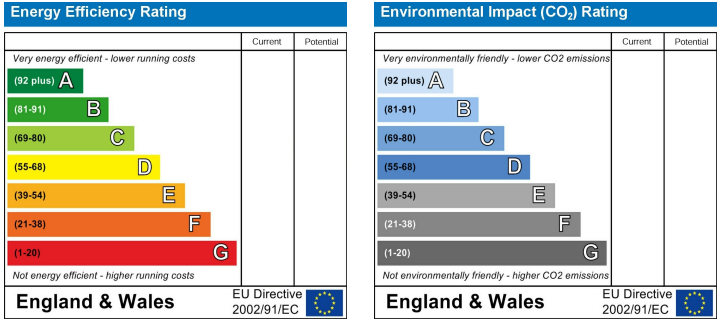 Energy Efficiency Rating
Current Potential
Very energy efficient - lower running costs
(92 plus) A
(81-91) B
(69-80) C
(55-68) D
(39-54) E
(21-38) F
(1-20) G
Not energy efficient - higher running costs
England & Wales
EU Directive
2002/91/EC
Environmental Impact (CO₂) Rating
Current Potential
Very environmentally friendly - lower CO2 emissions
(92 plus) A
(81-91) B
(69-80) C
(55-68) D
(39-54) E
(21-38) F
(1-20) G
Not environmentally friendly - higher CO2 emissions
England & Wales
EU Directive
2002/91/EC